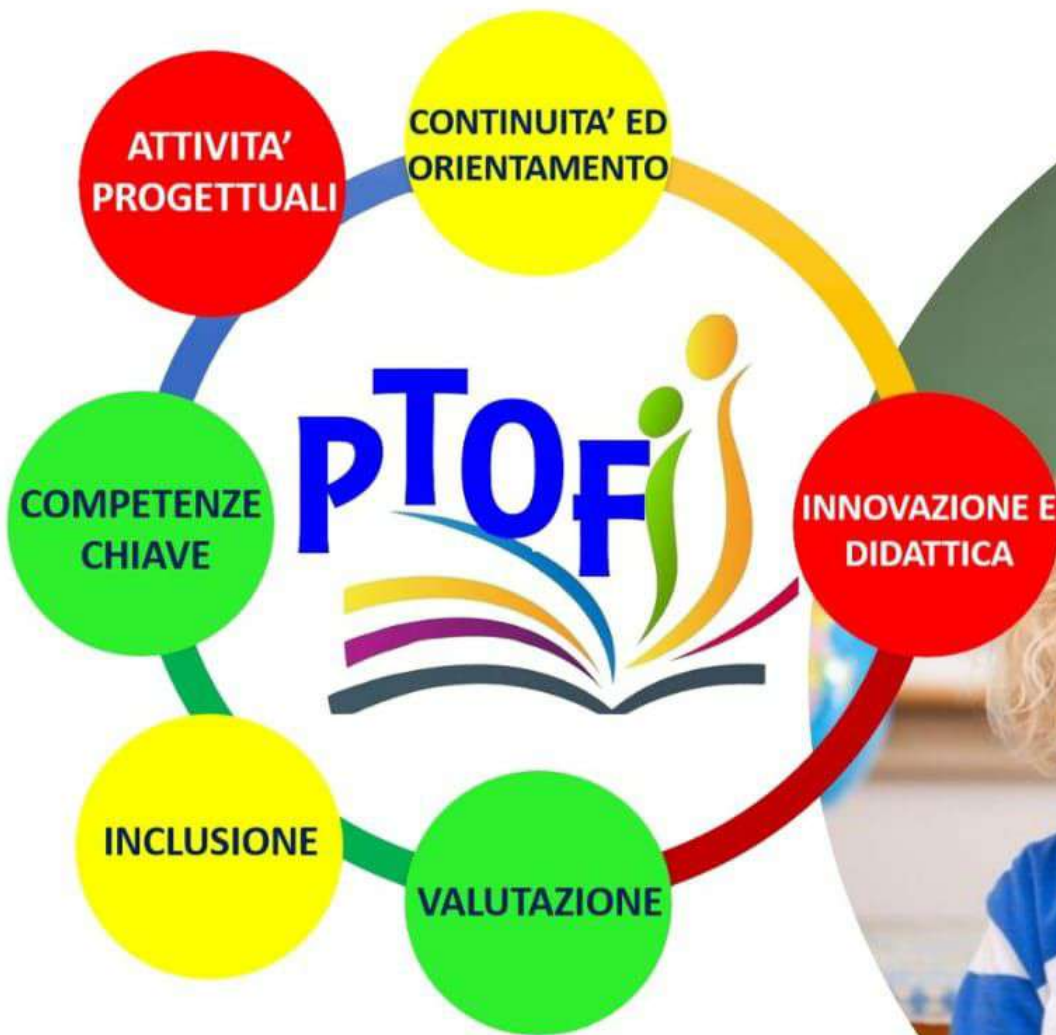 ATTIVITA’
PROGETTUALI
CONTINUITA’ ED
ORIENTAMENTO
PTOF
COMPETENZE
CHIAVE
INNOVAZIONE E
DIDATTICA
INCLUSIONE
VALUTAZIONE